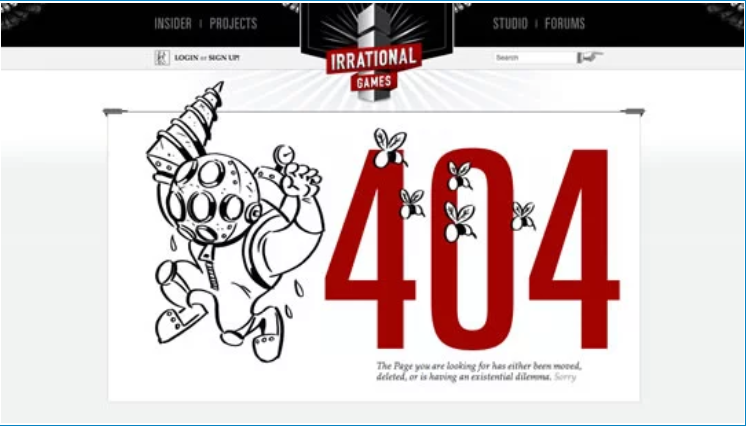 INSIDER PROJECTS STUDIO FORUMS
LOGIN or SIGN UP! Search
IRRATIONAL
GAMES
404
The Page you are looking for has either been moved,
deleted, or is having an existential dilemma. Sorry